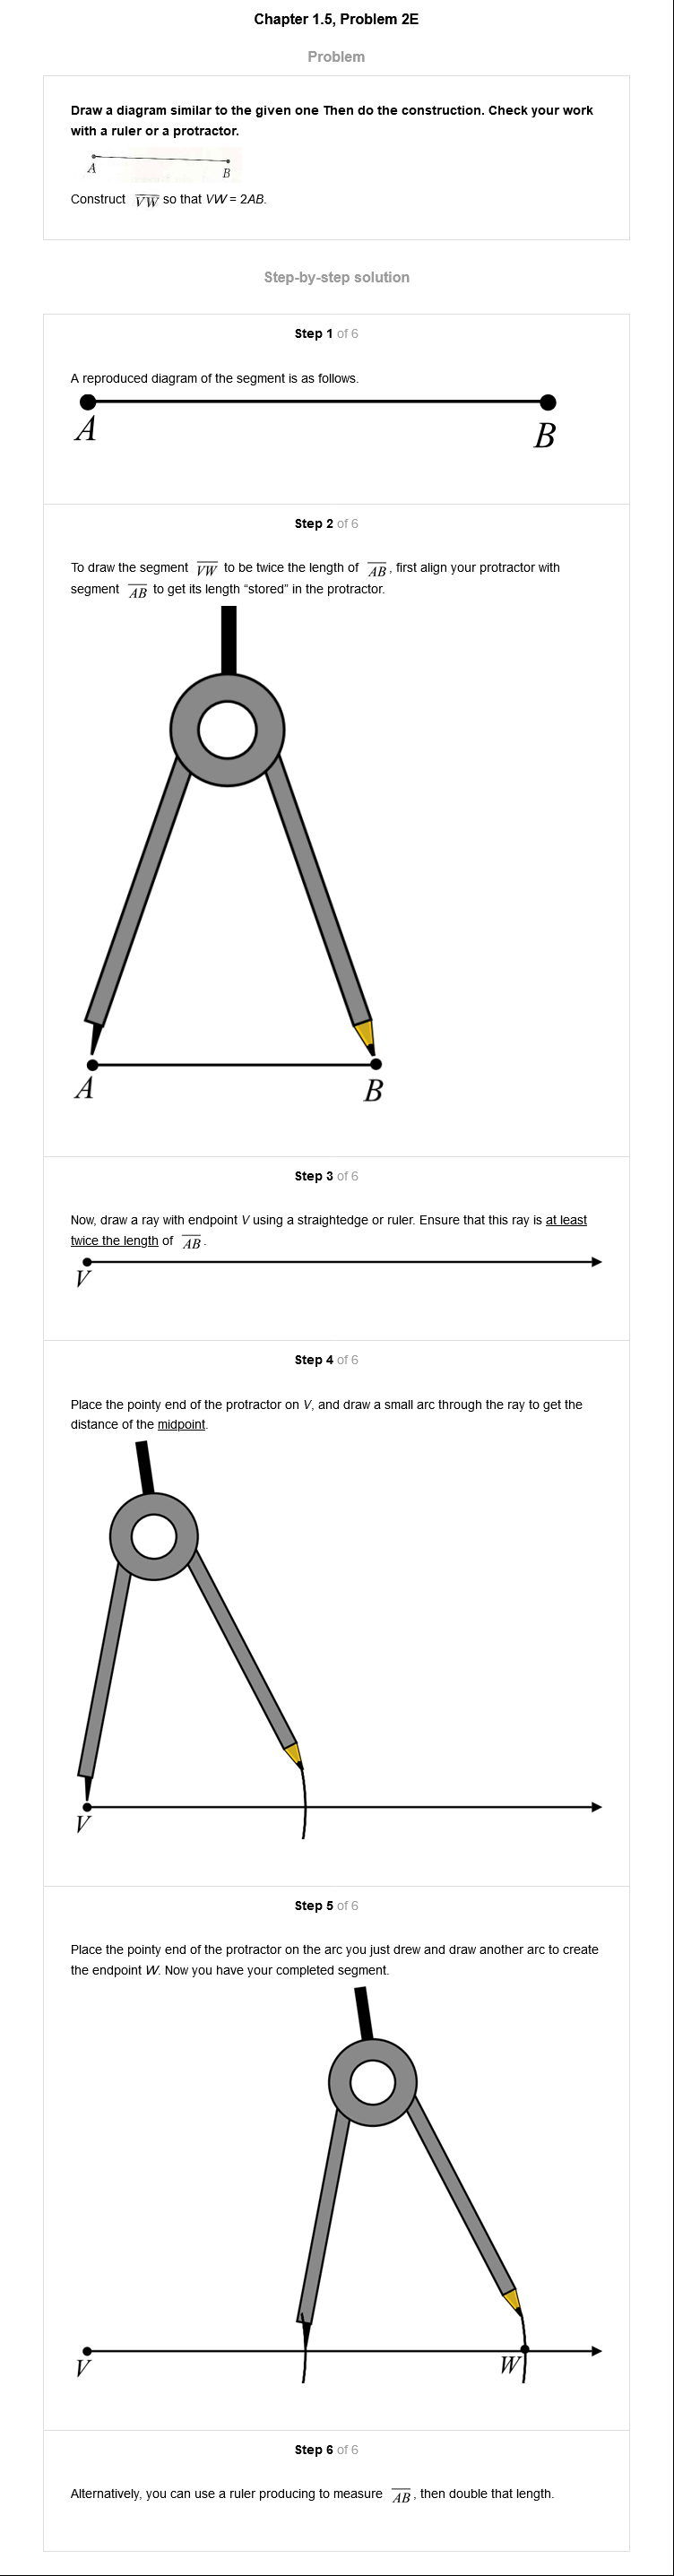 Chapter 1.5, Problem 2E
Problem
Draw a diagram similar to the given one Then do the construction. Check your work
with a ruler or a protractor.
A B
Construct VW so that VW = 2AB.
Step-by-step solution
Step 1 of 6
A reproduced diagram of the segment is as follows.
A B
Step 2 of 6
To draw the segment VW to be twice the length of AB, first align your protractor with
segment AB to get its length “stored” in the protractor.
A B
Step 3 of 6
Now, draw a ray with endpoint V using a straightedge or ruler. Ensure that this ray is at least
twice the length of AB.
V
Step 4 of 6
Place the pointy end of the protractor on V, and draw a small arc through the ray to get the
distance of the midpoint.
V
Step 5 of 6
Place the pointy end of the protractor on the arc you just drew and draw another arc to create
the endpoint W. Now you have your completed segment.
V W
Step 6 of 6
Alternatively, you can use a ruler producing to measure AB, then double that length.